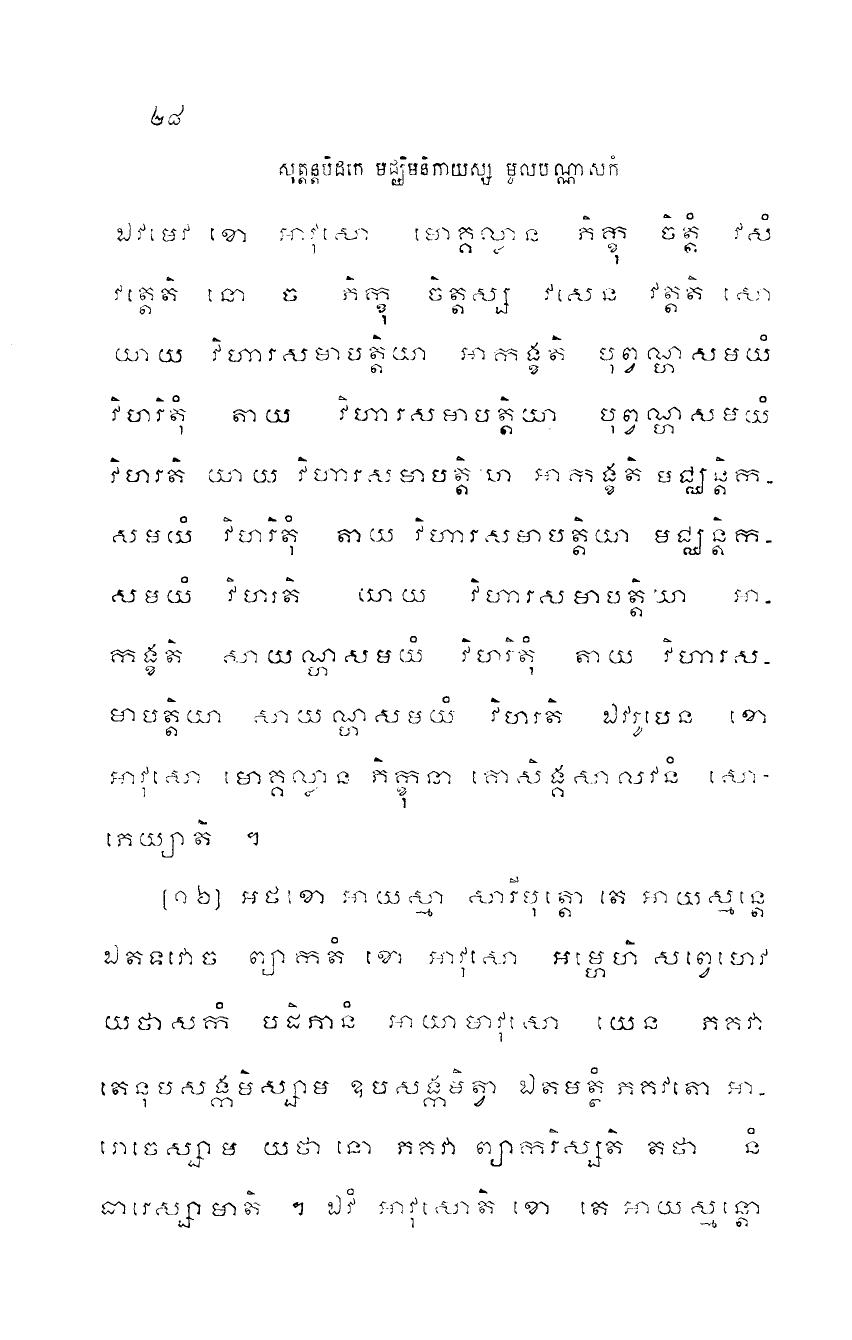 ២៨
សុត្តន្តបិដកេ មជ្ឈិមនិកាយស្ស មូលបណ្ណាសកំ
ឯវមេវ ខោ អាវុសោ មោគ្គល្លាន ភិក្ខុ ចិត្តំ វសំ
វត្តេតិ នោ ច ភិក្ខុ ចិត្តស្ស វសេន វត្តតិ សោ
យាយ វិហារសមាបត្តិយា អាកង្ខតិ បុព្វណ្ហសមយំ
វិហរិតុំ តាយ វិហារសមាបត្តិយា បុព្វណ្ហសមយំ
វិហរតិ យាយ វិហារសមាបត្តិយា អាកង្ខតិ មជ្ឈន្តិក-
សមយំ វិហរិតុំ តាយ វិហារសមាបត្តិយា មជ្ឈន្តិក-
សមយំ វិហរតិ យាយ វិហារសមាបត្តិយា អា-
កង្ខតិ សាយណ្ហសមយំ វិហរិតុំ តាយ វិហារស-
មាបត្តិយា សាយណ្ហសមយំ វិហរតិ ឯវរូបេន ខោ
អាវុសោ មោគ្គល្លាន ភិក្ខុនា គោសិង្គសាលវនំ សោ-
ភេយ្យាតិ ។
[១៦] អថខោ អាយស្មា សារីបុត្តោ តេ អាយស្មន្តេ
ឯតទវោច ព្យាកតំ ខោ អាវុសោ អម្ហេហិ សព្វេហេវ
យថាសកំ បដិភានំ អាយាមាវុសោ យេន ភគវា
តេនុបសង្កមិស្សាម ឧបសង្កមិត្វា ឯតមត្ថំ ភគវតោ អា-
រោចេស្សាម យថា នោ ភគវា ព្យាករិស្សតិ តថា នំ
ធារេស្សាមាតិ ។ ឯវំ អាវុសោតិ ខោ តេ អាយស្មន្តោ